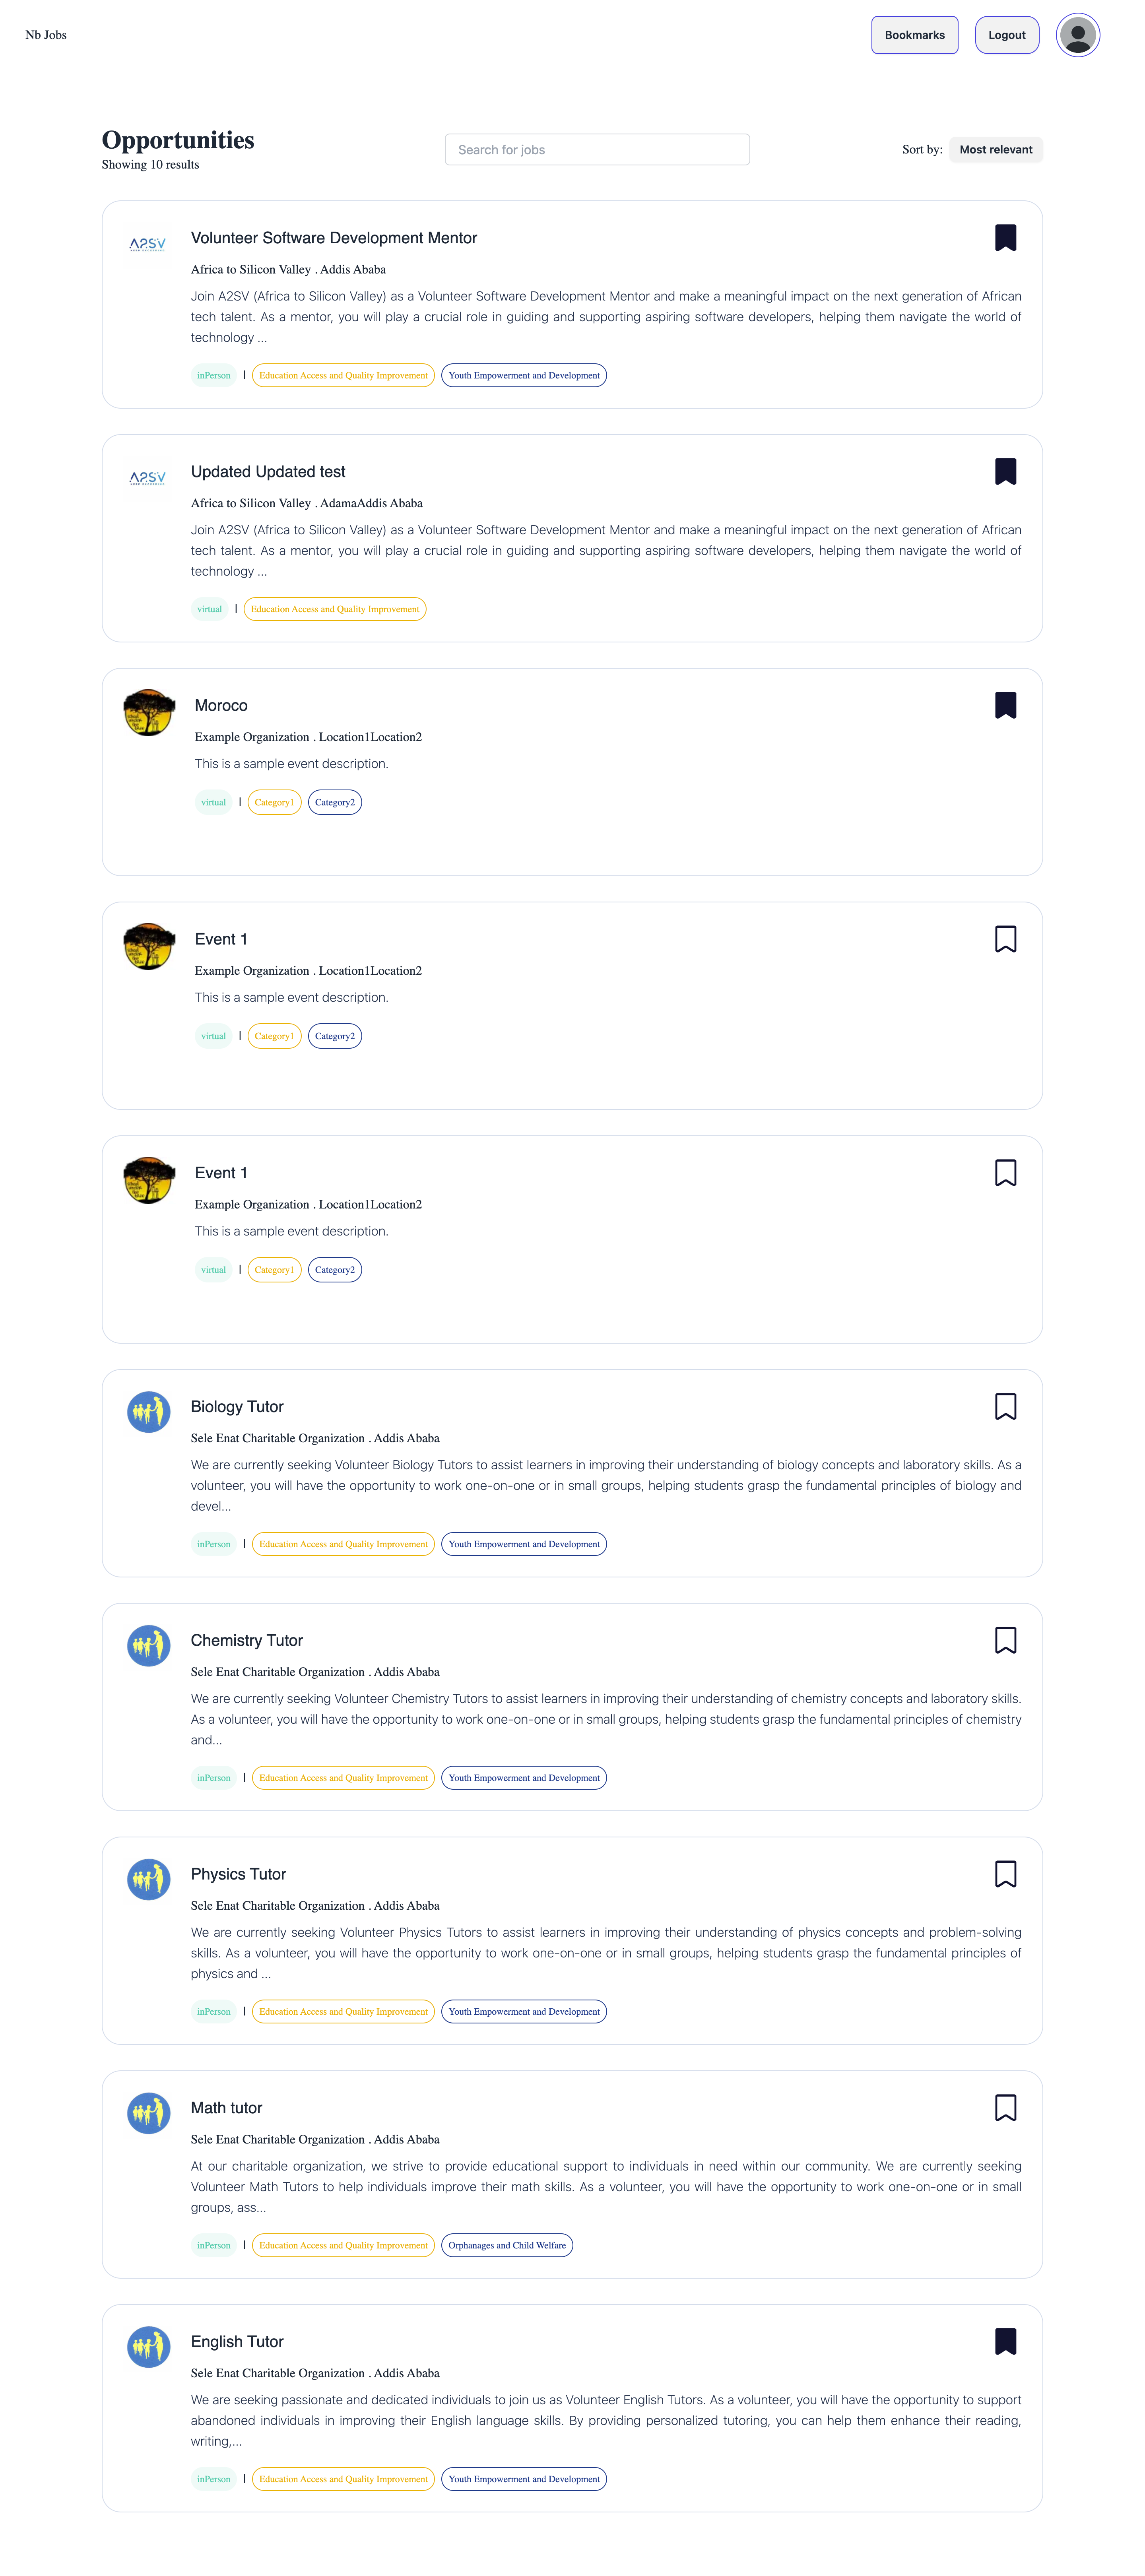 Nb Jobs
Bookmarks
Logout
Opportunities
Showing 10 results
Search for jobs
Sort by:
Most relevant
A2SV
Volunteer Software Development Mentor
Africa to Silicon Valley . Addis Ababa
Join A2SV (Africa to Silicon Valley) as a Volunteer Software Development Mentor and make a meaningful impact on the next generation of African
tech talent. As a mentor, you will play a crucial role in guiding and supporting aspiring software developers, helping them navigate the world of
technology ...
inPerson | Education Access and Quality Improvement Youth Empowerment and Development
A2SV
Updated Updated test
Africa to Silicon Valley . AdamaAddis Ababa
Join A2SV (Africa to Silicon Valley) as a Volunteer Software Development Mentor and make a meaningful impact on the next generation of African
tech talent. As a mentor, you will play a crucial role in guiding and supporting aspiring software developers, helping them navigate the world of
technology ...
virtual | Education Access and Quality Improvement
Moroco
Example Organization . Location1Location2
This is a sample event description.
virtual | Category1 Category2
Event 1
Example Organization . Location1Location2
This is a sample event description.
virtual | Category1 Category2
Event 1
Example Organization . Location1Location2
This is a sample event description.
virtual | Category1 Category2
Biology Tutor
Sele Enat Charitable Organization . Addis Ababa
We are currently seeking Volunteer Biology Tutors to assist learners in improving their understanding of biology concepts and laboratory skills. As a
volunteer, you will have the opportunity to work one-on-one or in small groups, helping students grasp the fundamental principles of biology and
devel...
inPerson | Education Access and Quality Improvement Youth Empowerment and Development
Chemistry Tutor
Sele Enat Charitable Organization . Addis Ababa
We are currently seeking Volunteer Chemistry Tutors to assist learners in improving their understanding of chemistry concepts and laboratory skills.
As a volunteer, you will have the opportunity to work one-on-one or in small groups, helping students grasp the fundamental principles of chemistry
and...
inPerson | Education Access and Quality Improvement Youth Empowerment and Development
Physics Tutor
Sele Enat Charitable Organization . Addis Ababa
We are currently seeking Volunteer Physics Tutors to assist learners in improving their understanding of physics concepts and problem-solving
skills. As a volunteer, you will have the opportunity to work one-on-one or in small groups, helping students grasp the fundamental principles of
physics and ...
inPerson | Education Access and Quality Improvement Youth Empowerment and Development
Math tutor
Sele Enat Charitable Organization . Addis Ababa
At our charitable organization, we strive to provide educational support to individuals in need within our community. We are currently seeking
Volunteer Math Tutors to help individuals improve their math skills. As a volunteer, you will have the opportunity to work one-on-one or in small
groups, ass...
inPerson | Education Access and Quality Improvement Orphanages and Child Welfare
English Tutor
Sele Enat Charitable Organization . Addis Ababa
We are seeking passionate and dedicated individuals to join us as Volunteer English Tutors. As a volunteer, you will have the opportunity to support
abandoned individuals in improving their English language skills. By providing personalized tutoring, you can help them enhance their reading,
writing,...
inPerson | Education Access and Quality Improvement Youth Empowerment and Development